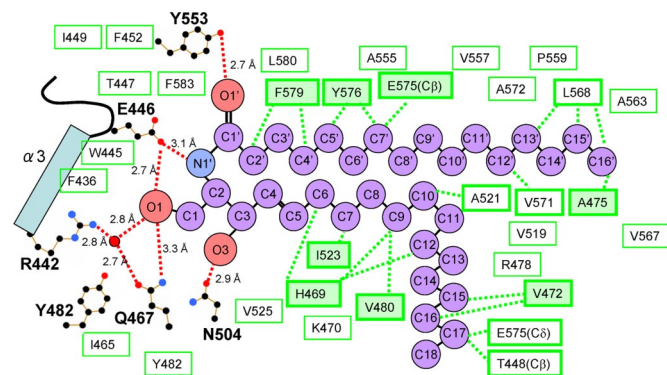 Y553
I449
F452
2.7 Å
L580
A555
V557
P559
T447
F583
O1'
F579
Y576
E575(Cβ)
A572
L568
A563
E446
3.1 Å
C1'
C3'
C5'
C7'
C9'
C11'
C13'
C15'
α3
W445
N1'
C2'
C4'
C6'
C8'
C10'
C12'
C14'
C16'
F436
2.7 Å
C2
C4
C6
C8
C10
A521
V571
A475
O1
C1
C3
C5
C7
C9
C11
2.8 Å
V519
V567
2.8 Å
3.3 Å
O3
I523
C12
C13
R442
2.7 Å
R478
2.9 Å
H469
C14
C15
V472
Y482
Q467
N504
V525
V480
C16
K470
C17
E575(Cδ)
I465
Y482
C18
T448(Cβ)